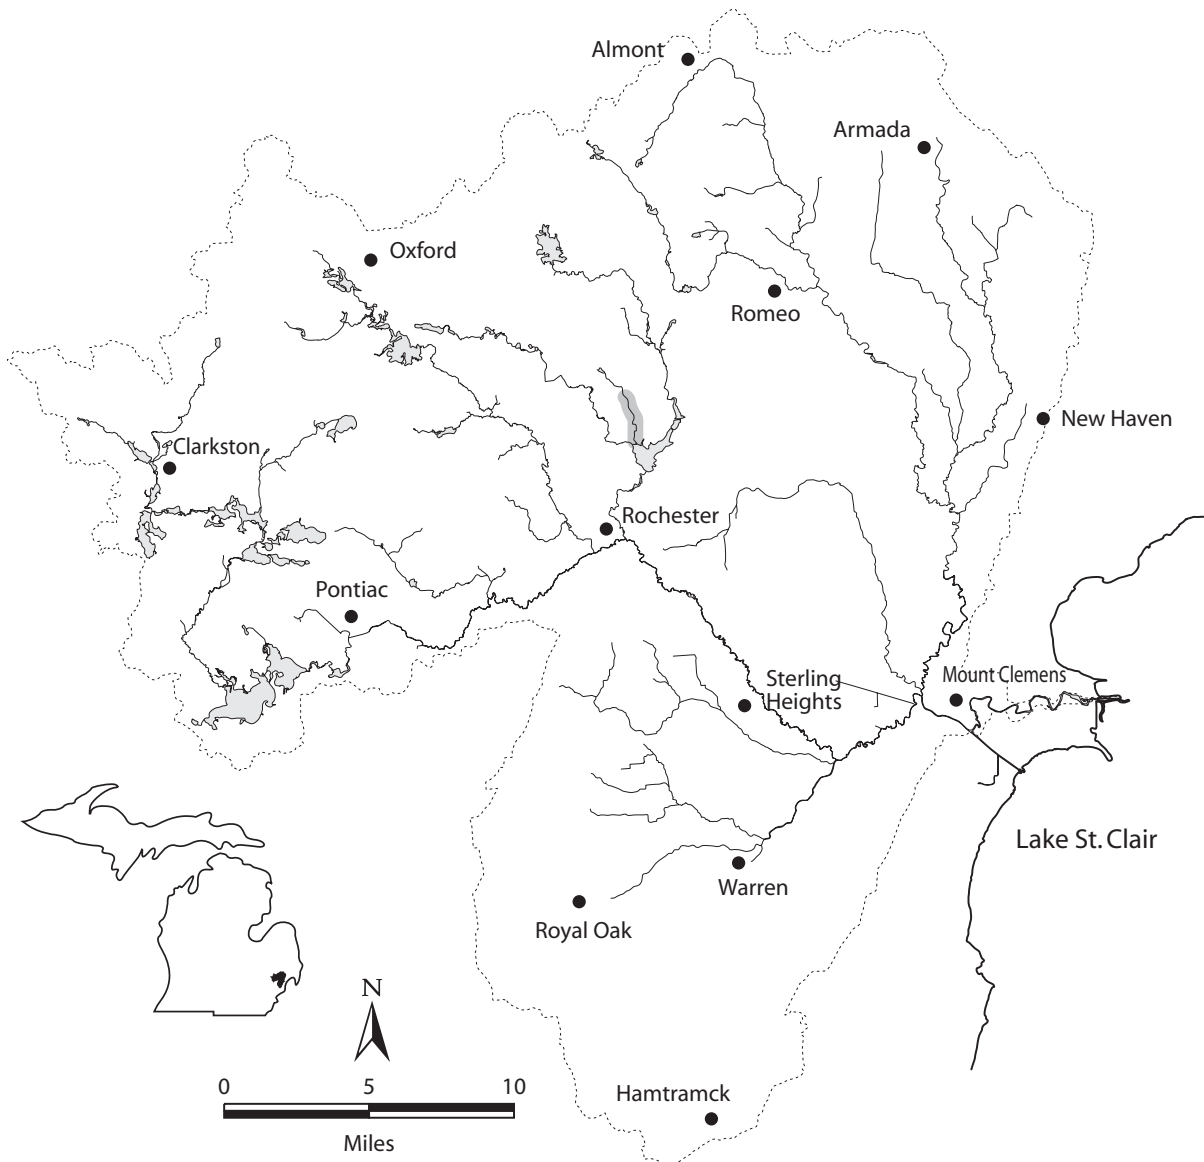 Almont
Armada
Oxford
Romeo
New Haven
Clarkston
Rochester
Pontiac
Sterling
Heights
Mount Clemens
Lake St. Clair
Warren
Royal Oak
N
0 5 10
Miles
Hamtramck